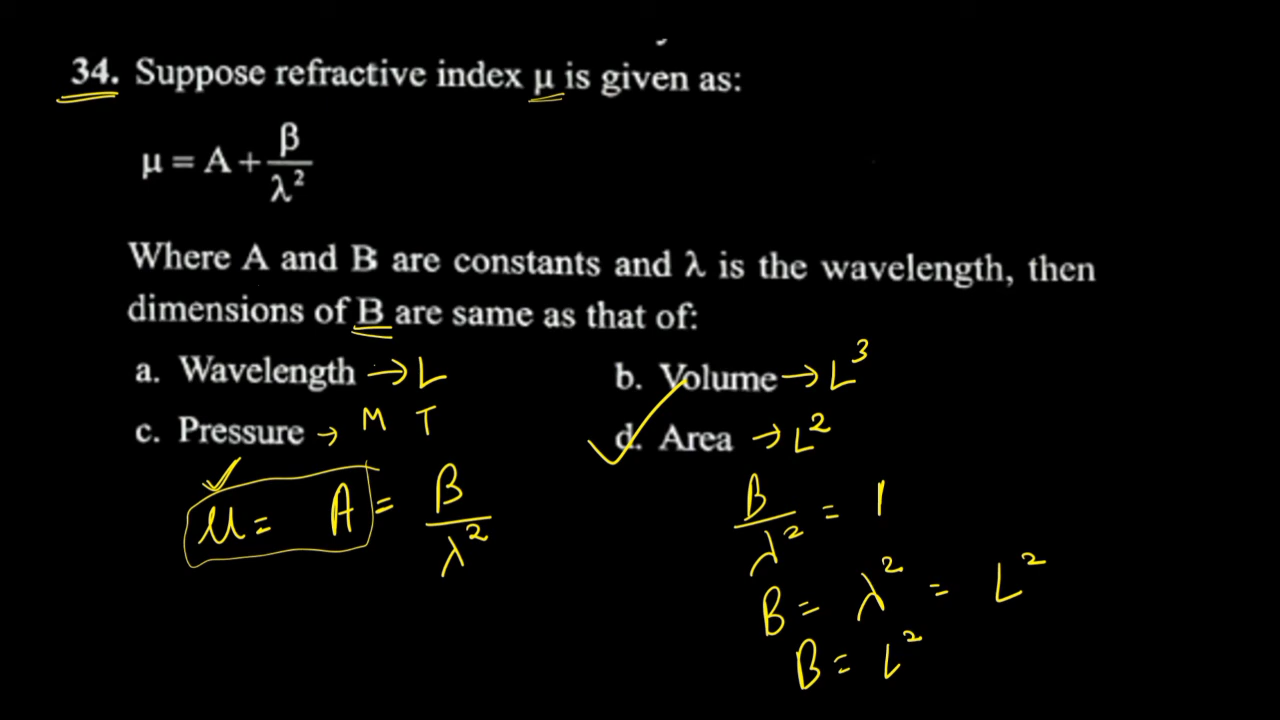 34. Suppose refractive index μ is given as:
μ = A + β/λ²
Where A and B are constants and λ is the wavelength, then
dimensions of B are same as that of:
a. Wavelength → L
b. Volume → L³
c. Pressure → M T
d. Area → L²
μ = A = β/λ²
B/λ² = 1
B = λ² = L²
B = L²